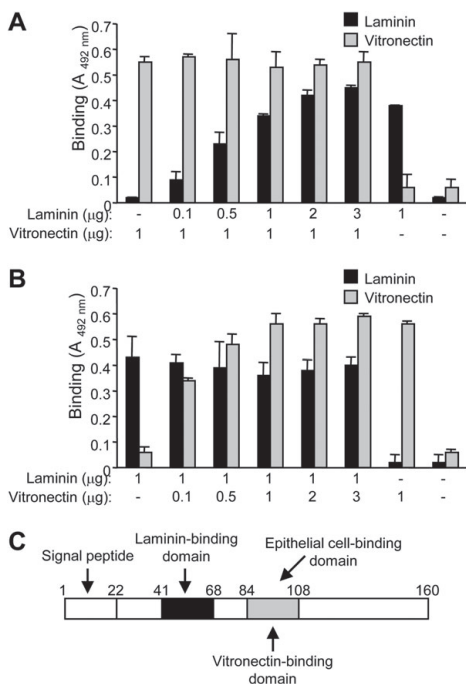 A
Laminin
Vitronectin
Binding (A 492 nm)
0.7
0.6
0.5
0.4
0.3
0.2
0.1
0
Laminin (µg): - 0.1 0.5 1 2 3 1 -
Vitronectin (µg): 1 1 1 1 1 1 - -
B
Laminin
Vitronectin
Binding (A 492 nm)
0.7
0.6
0.5
0.4
0.3
0.2
0.1
0
Laminin (µg): 1 1 1 1 1 1 - -
Vitronectin (µg): - 0.1 0.5 1 2 3 1 -
C
Signal peptide
Laminin-binding
domain
Epithelial cell-binding
domain
1 22 41 68 84 108 160
Vitronectin-binding
domain